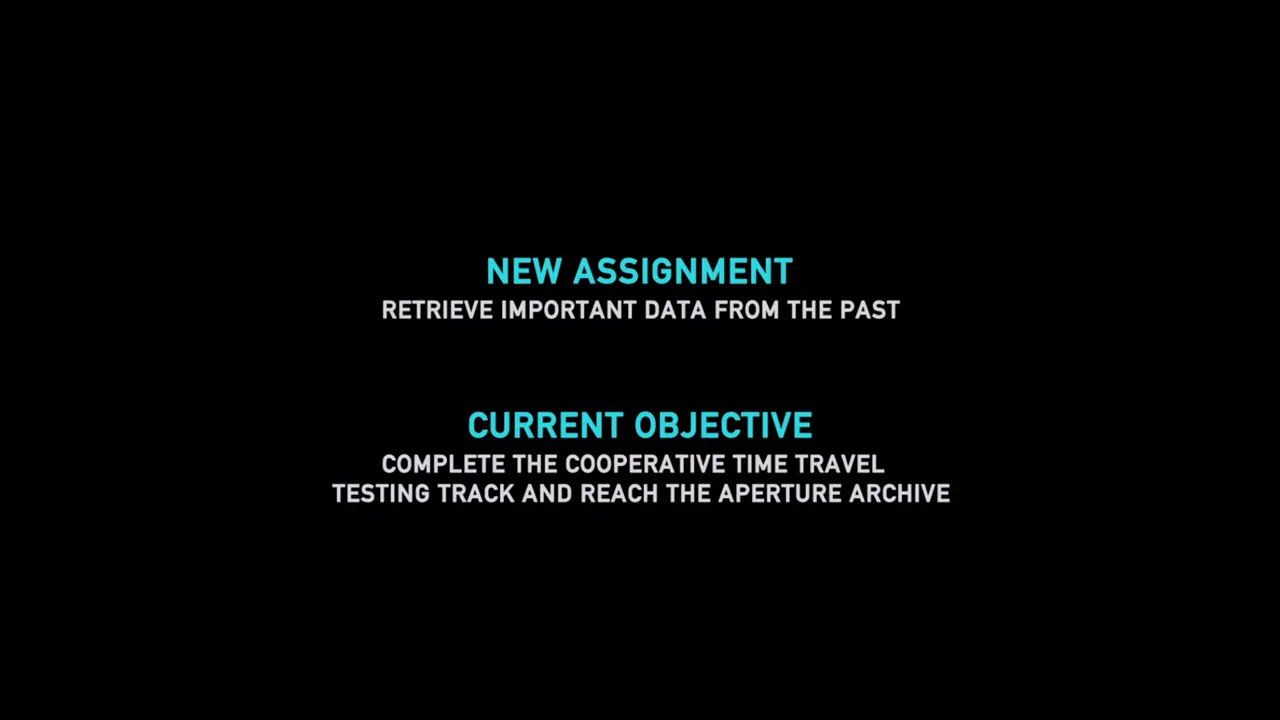 NEW ASSIGNMENT
RETRIEVE IMPORTANT DATA FROM THE PAST
CURRENT OBJECTIVE
COMPLETE THE COOPERATIVE TIME TRAVEL
TESTING TRACK AND REACH THE APERTURE ARCHIVE